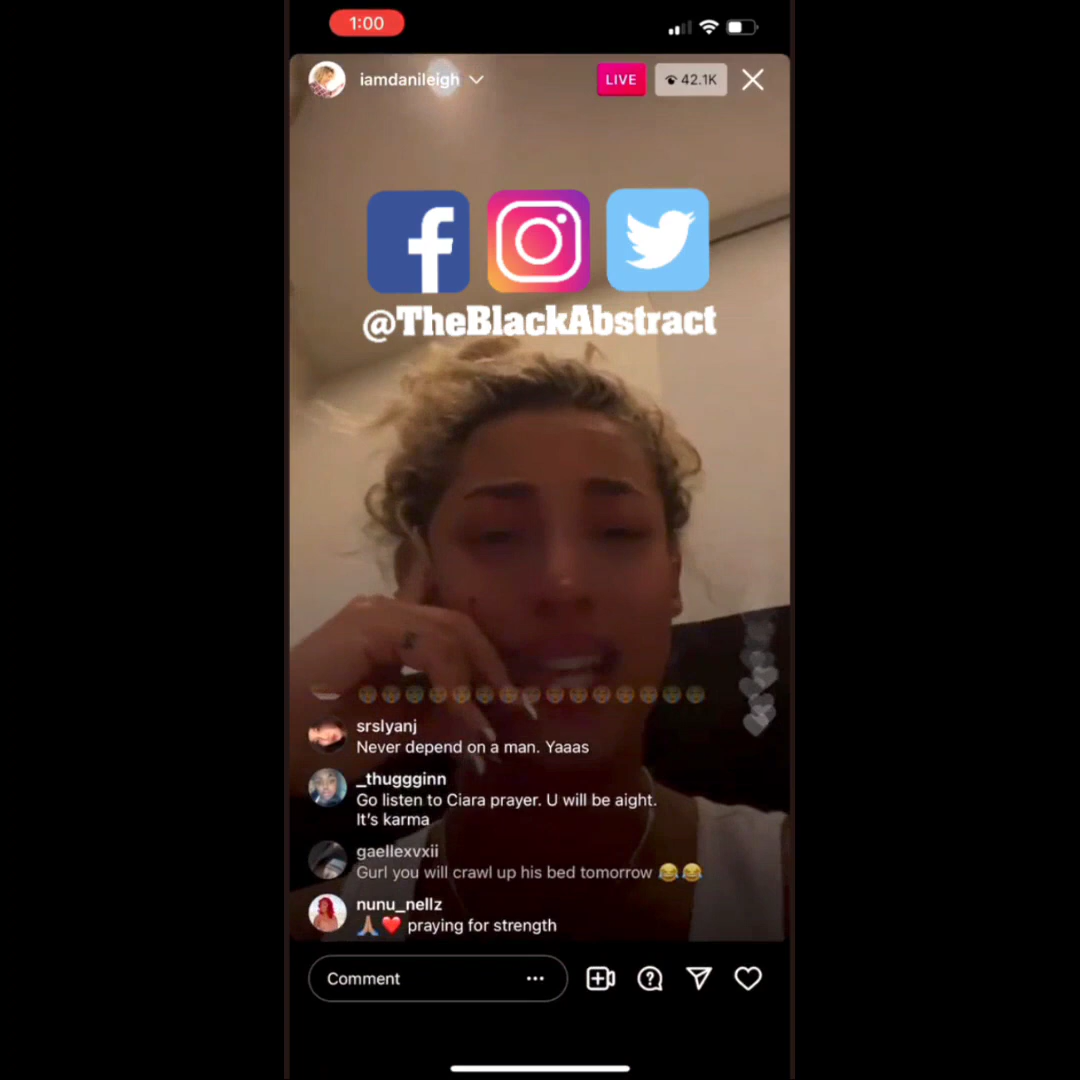 1:00
iamdanileigh
LIVE
42.1K
@TheBlackAbstract
srslyanj
Never depend on a man. Yaaas
_thuggginn
Go listen to Ciara prayer. U will be aight.
It's karma
gaellexvxii
Gurl you will crawl up his bed tomorrow 😂😂
nunu_nellz
🙏🏽❤️ praying for strength
Comment